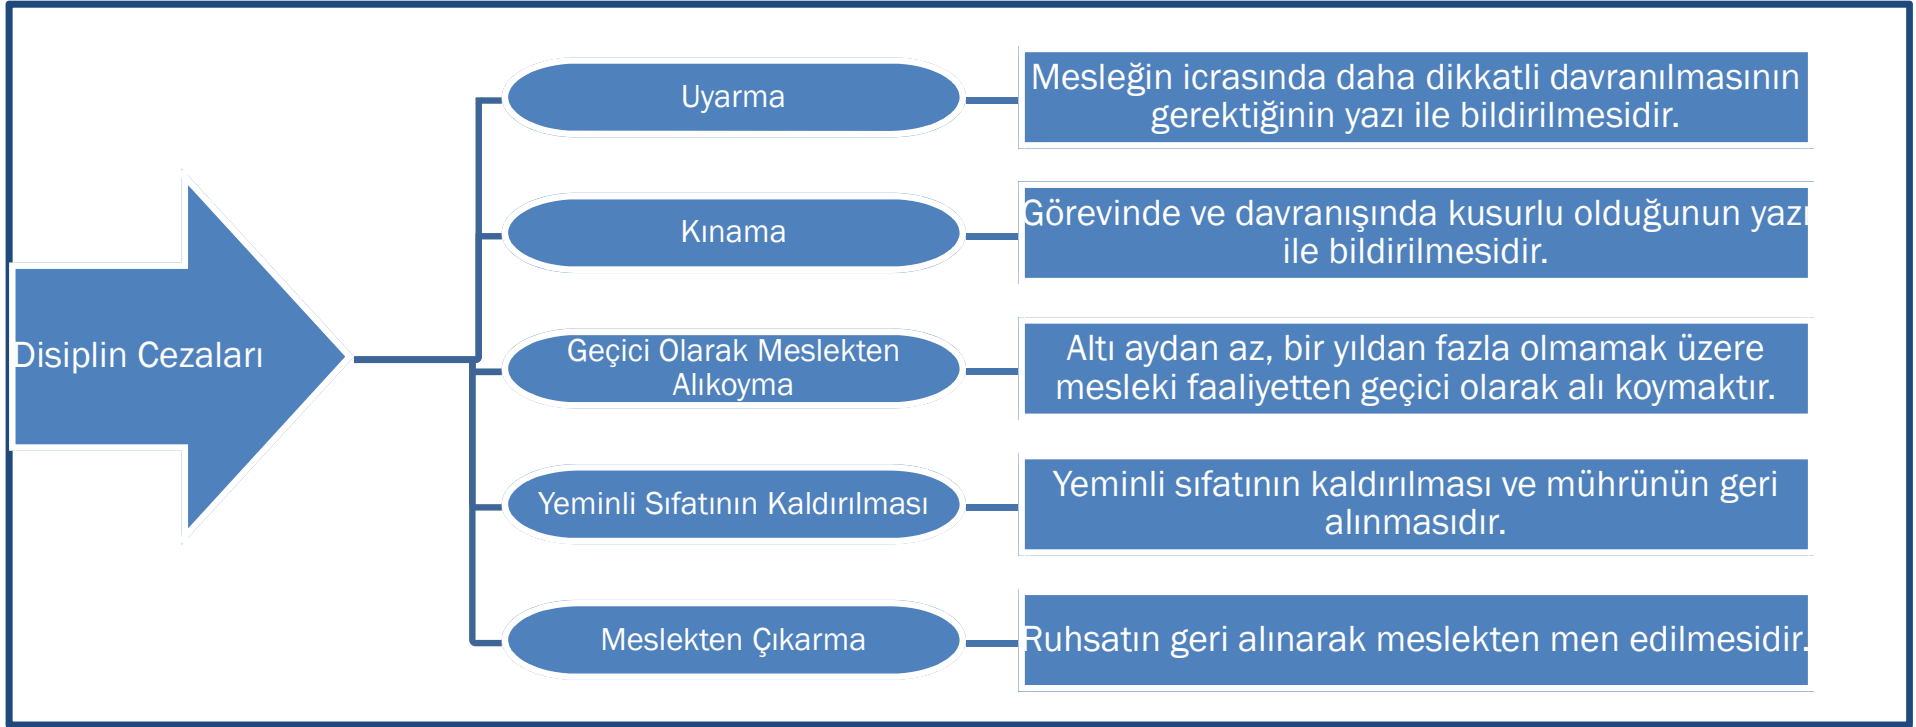 Disiplin Cezaları
Uyarma
Mesleğin icrasında daha dikkatli davranılmasının
gerektiğinin yazı ile bildirilmesidir.
Kınama
Görevinde ve davranışında kusurlu olduğunun yazı
ile bildirilmesidir.
Geçici Olarak Meslekten
Alıkoyma
Altı aydan az, bir yıldan fazla olmamak üzere
mesleki faaliyetten geçici olarak alı koymaktır.
Yeminli Sıfatının Kaldırılması
Yeminli sıfatının kaldırılması ve mührünün geri
alınmasıdır.
Meslekten Çıkarma
Ruhsatın geri alınarak meslekten men edilmesidir.